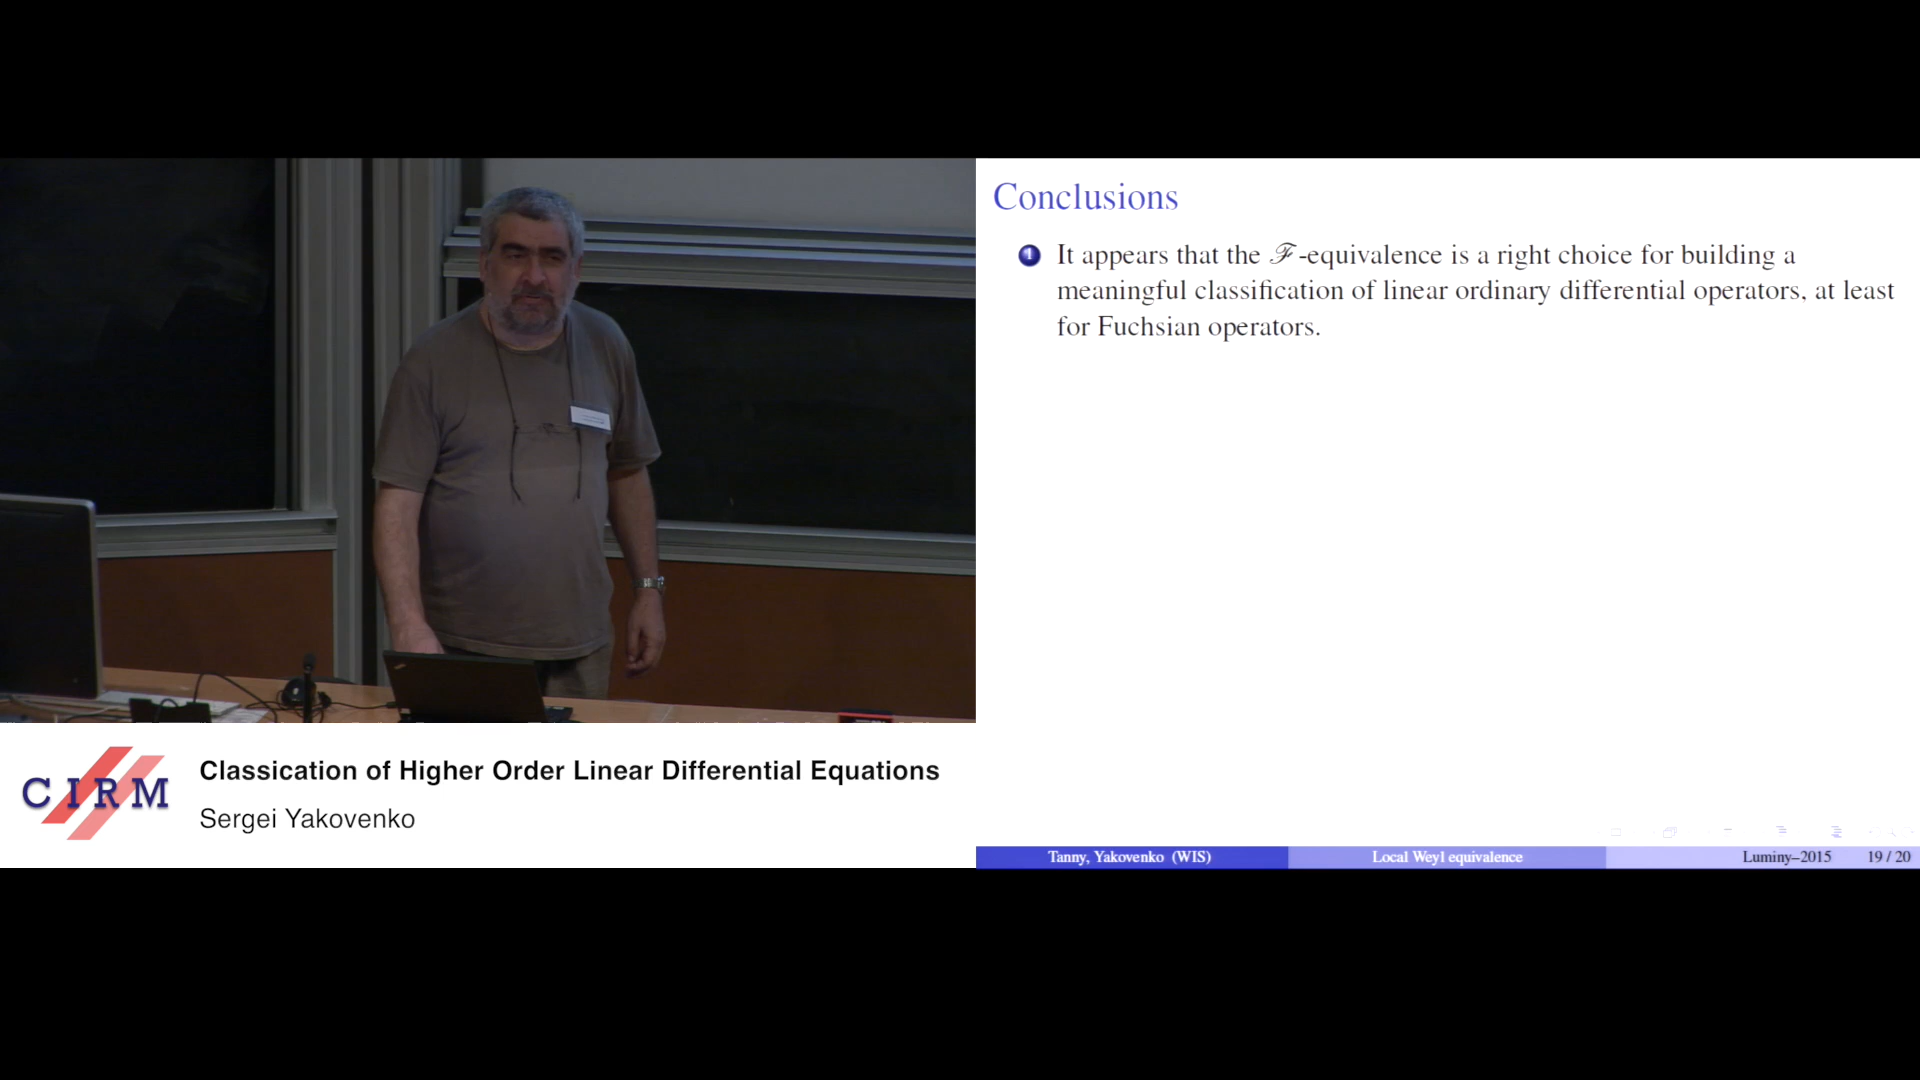 Conclusions
1 It appears that the ℱ-equivalence is a right choice for building a
meaningful classification of linear ordinary differential operators, at least
for Fuchsian operators.
CIRM
Classication of Higher Order Linear Differential Equations
Sergei Yakovenko
Tanny, Yakovenko (WIS) Local Weyl equivalence Luminy–2015 19 / 20